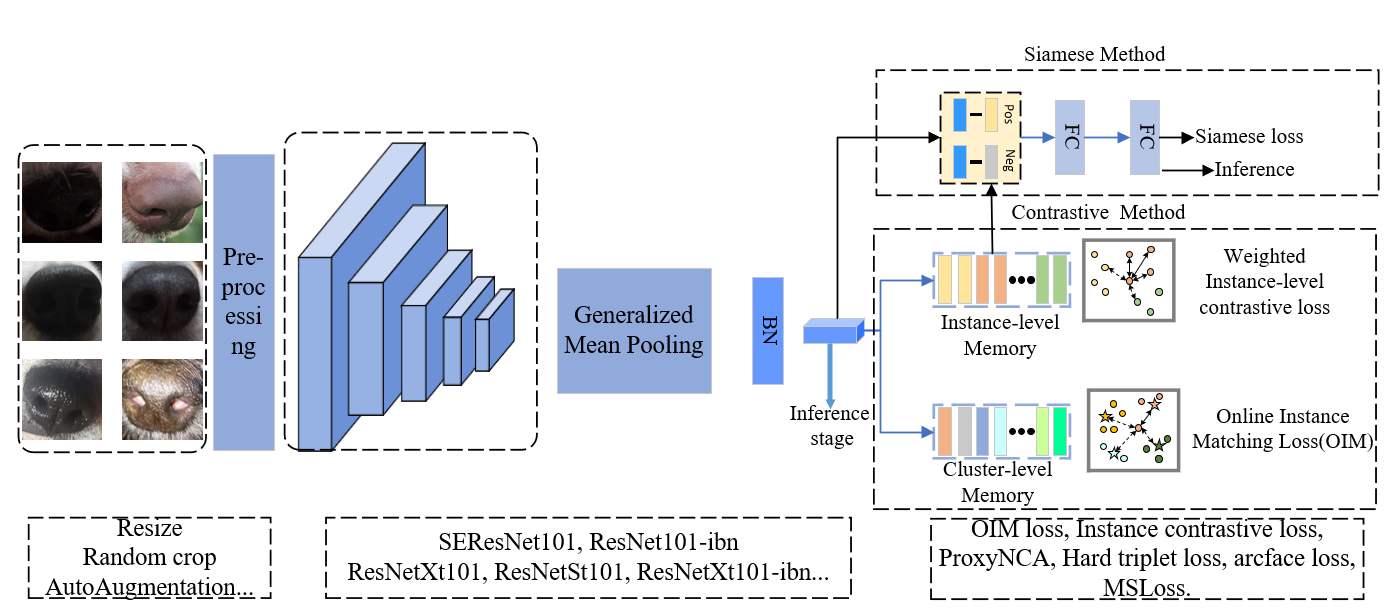 Siamese Method
Pos
Neg
FC
FC
Siamese loss
Inference
Contrastive Method
Pre-
proc
essi
ng
Generalized
Mean Pooling
BN
Inference
stage
Instance-level
Memory
Weighted
Instance-level
contrastive loss
Cluster-level
Memory
Online Instance
Matching Loss(OIM)
Resize
Random crop
AutoAugmentation...
SEResNet101, ResNet101-ibn
ResNetXt101, ResNetSt101, ResNetXt101-ibn...
OIM loss, Instance contrastive loss,
ProxyNCA, Hard triplet loss, arcface loss,
MSLoss.